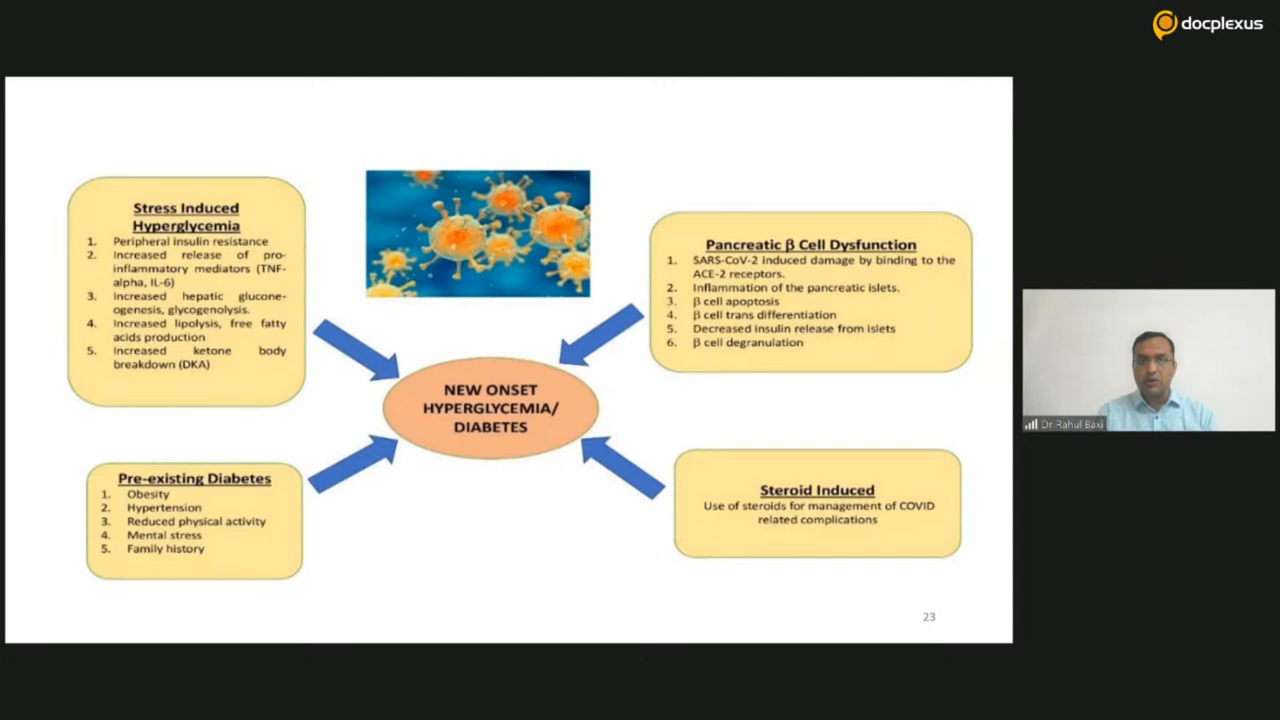 docplexus
Stress Induced
Hyperglycemia
1. Peripheral insulin resistance
2. Increased release of pro-
inflammatory mediators (TNF-
alpha, IL-6)
3. Increased hepatic glucone-
ogenesis, glycogenolysis.
4. Increased lipolysis, free fatty
acids production
5. Increased ketone body
breakdown (DKA)
Pancreatic β Cell Dysfunction
1. SARS-CoV-2 induced damage by binding to the
ACE-2 receptors.
2. Inflammation of the pancreatic islets.
3. β cell apoptosis
4. β cell trans differentiation
5. Decreased insulin release from islets
6. β cell degranulation
NEW ONSET
HYPERGLYCEMIA/
DIABETES
Pre-existing Diabetes
1. Obesity
2. Hypertension
3. Reduced physical activity
4. Mental stress
5. Family history
Steroid Induced
Use of steroids for management of COVID
related complications
23
Dr Rahul Baxi